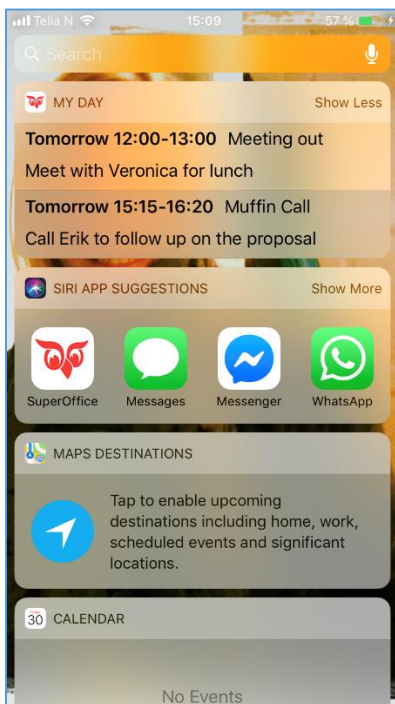 Telia N 15:09 57 %
Search
MY DAY Show Less
Tomorrow 12:00-13:00 Meeting out
Meet with Veronica for lunch
Tomorrow 15:15-16:20 Muffin Call
Call Erik to follow up on the proposal
SIRI APP SUGGESTIONS Show More
SuperOffice Messages Messenger WhatsApp
MAPS DESTINATIONS
Tap to enable upcoming
destinations including home, work,
scheduled events and significant
locations.
30 CALENDAR
No Events